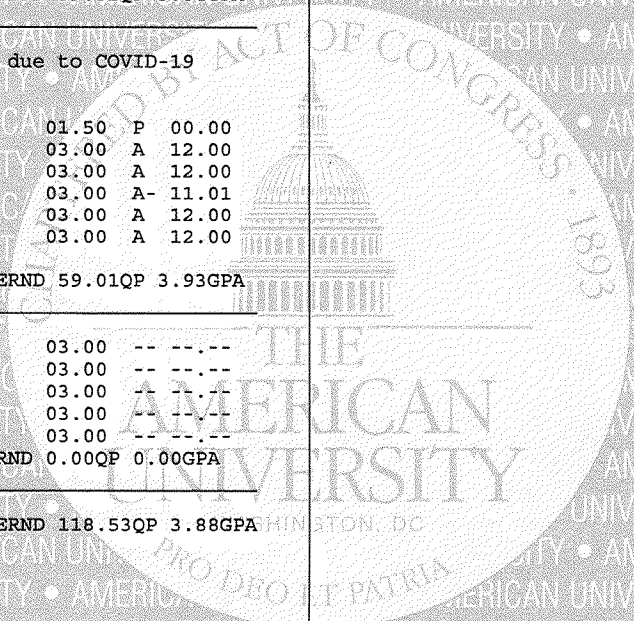 due to COVID-19
01.50 P 00.00
03.00 A 12.00
03.00 A 12.00
03.00 A- 11.01
03.00 A 12.00
03.00 A 12.00
ERND 59.01QP 3.93GPA
03.00 -- --.--
03.00 -- --.--
03.00 -- --.--
03.00 -- --.--
03.00 -- --.--
RND 0.00QP 0.00GPA
ERND 118.53QP 3.88GPA
CHARTERED BY ACT OF CONGRESS · 1893
THE
AMERICAN
UNIVERSITY
WASHINGTON, DC
PRO DEO ET PATRIA